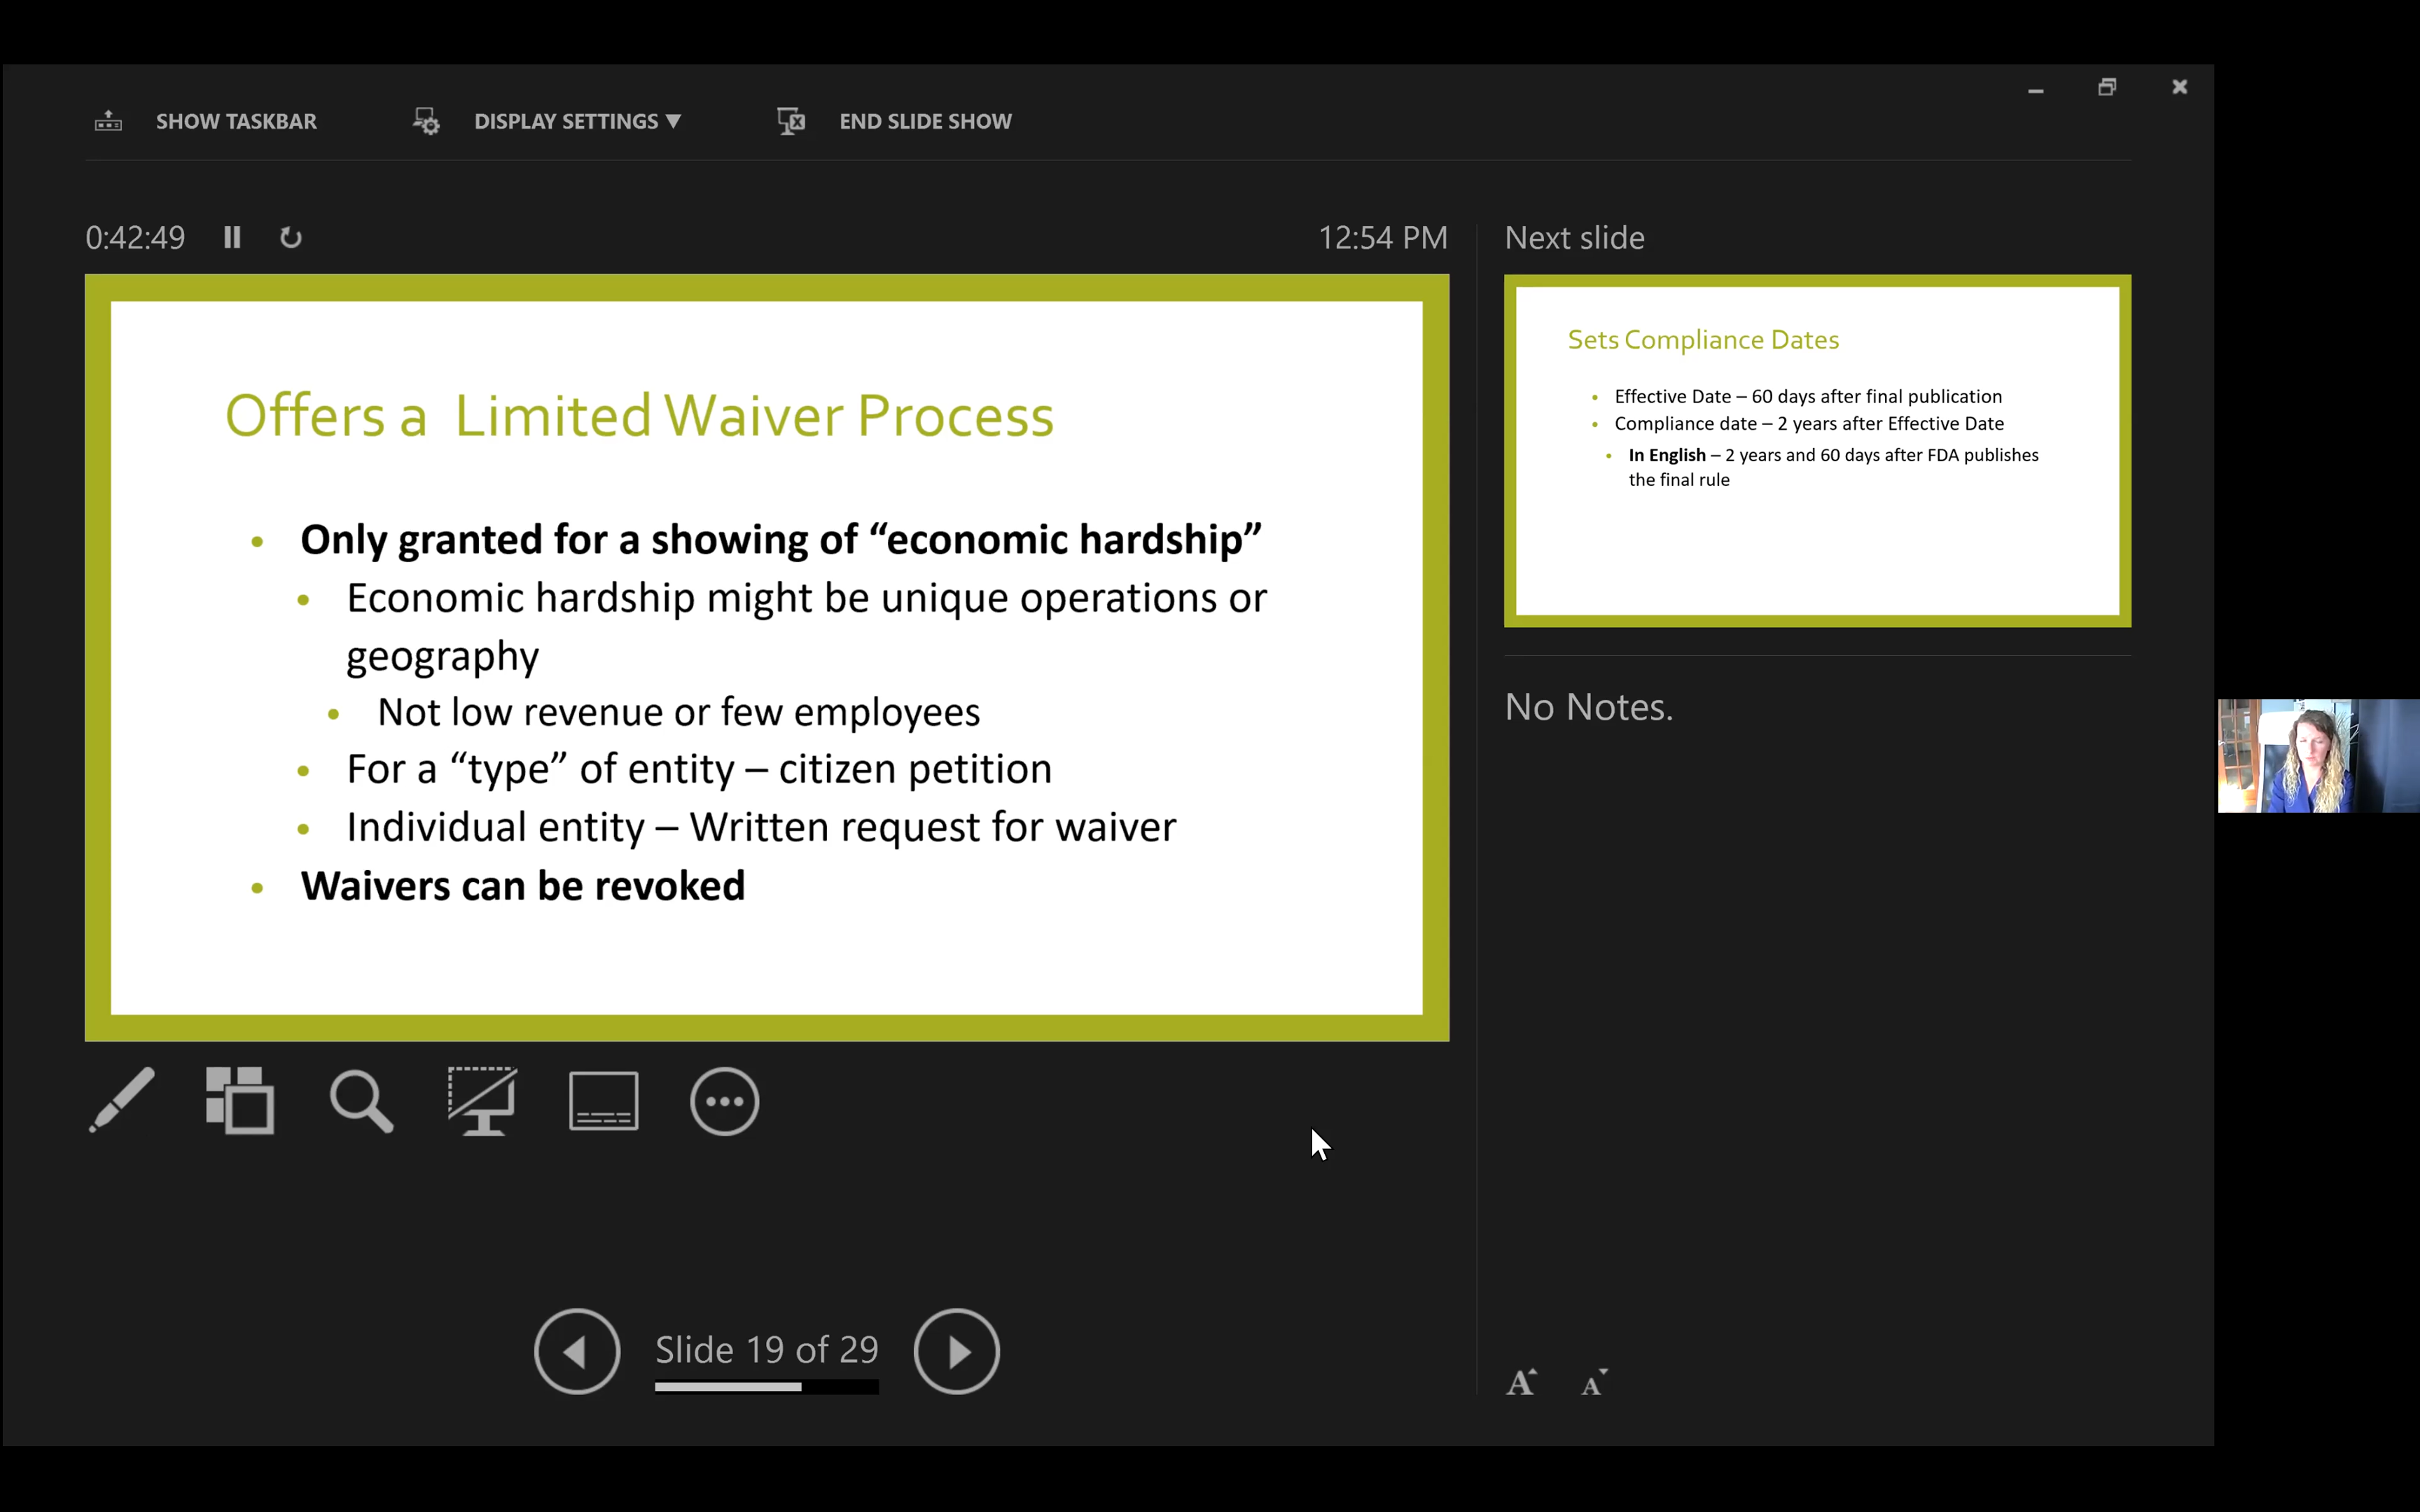 SHOW TASKBAR
DISPLAY SETTINGS ▼
END SLIDE SHOW
0:42:49
12:54 PM
Offers a Limited Waiver Process
• Only granted for a showing of “economic hardship”
• Economic hardship might be unique operations or
geography
• Not low revenue or few employees
• For a “type” of entity – citizen petition
• Individual entity – Written request for waiver
• Waivers can be revoked
Slide 19 of 29
Next slide
Sets Compliance Dates
• Effective Date – 60 days after final publication
• Compliance date – 2 years after Effective Date
• In English – 2 years and 60 days after FDA publishes
the final rule
No Notes.
A A